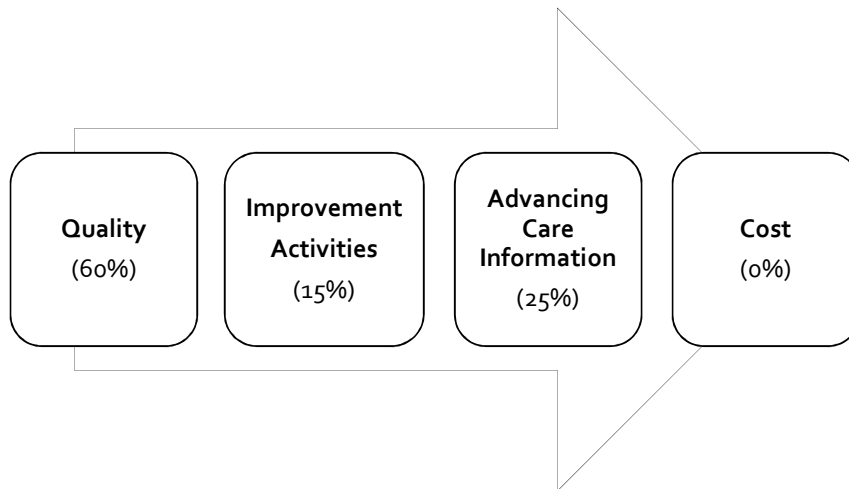 Quality
(60%)
Improvement
Activities
(15%)
Advancing
Care
Information
(25%)
Cost
(0%)